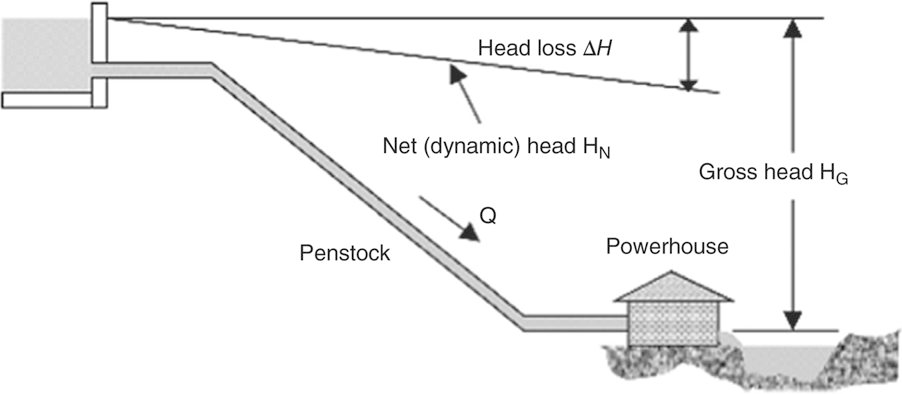 Head loss ΔH
Net (dynamic) head H_N
Gross head H_G
Q
Penstock
Powerhouse